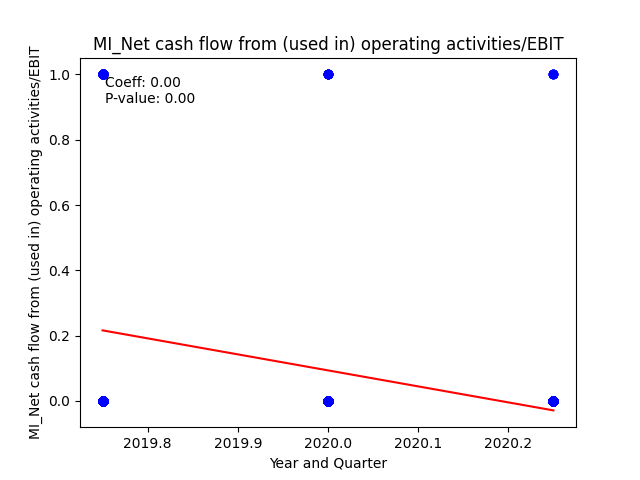 MI_Net cash flow from (used in) operating activities/EBIT
MI_Net cash flow from (used in) operating activities/EBIT
1.0
0.8
0.6
0.4
0.2
0.0
Coeff: 0.00
P-value: 0.00
2019.8 2019.9 2020.0 2020.1 2020.2
Year and Quarter